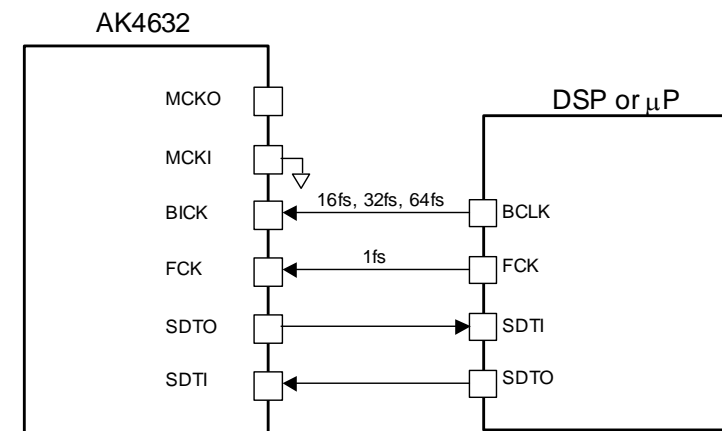 AK4632
DSP or μP
MCKO
MCKI
16fs, 32fs, 64fs
BICK
BCLK
1fs
FCK
FCK
SDTO
SDTI
SDTI
SDTO